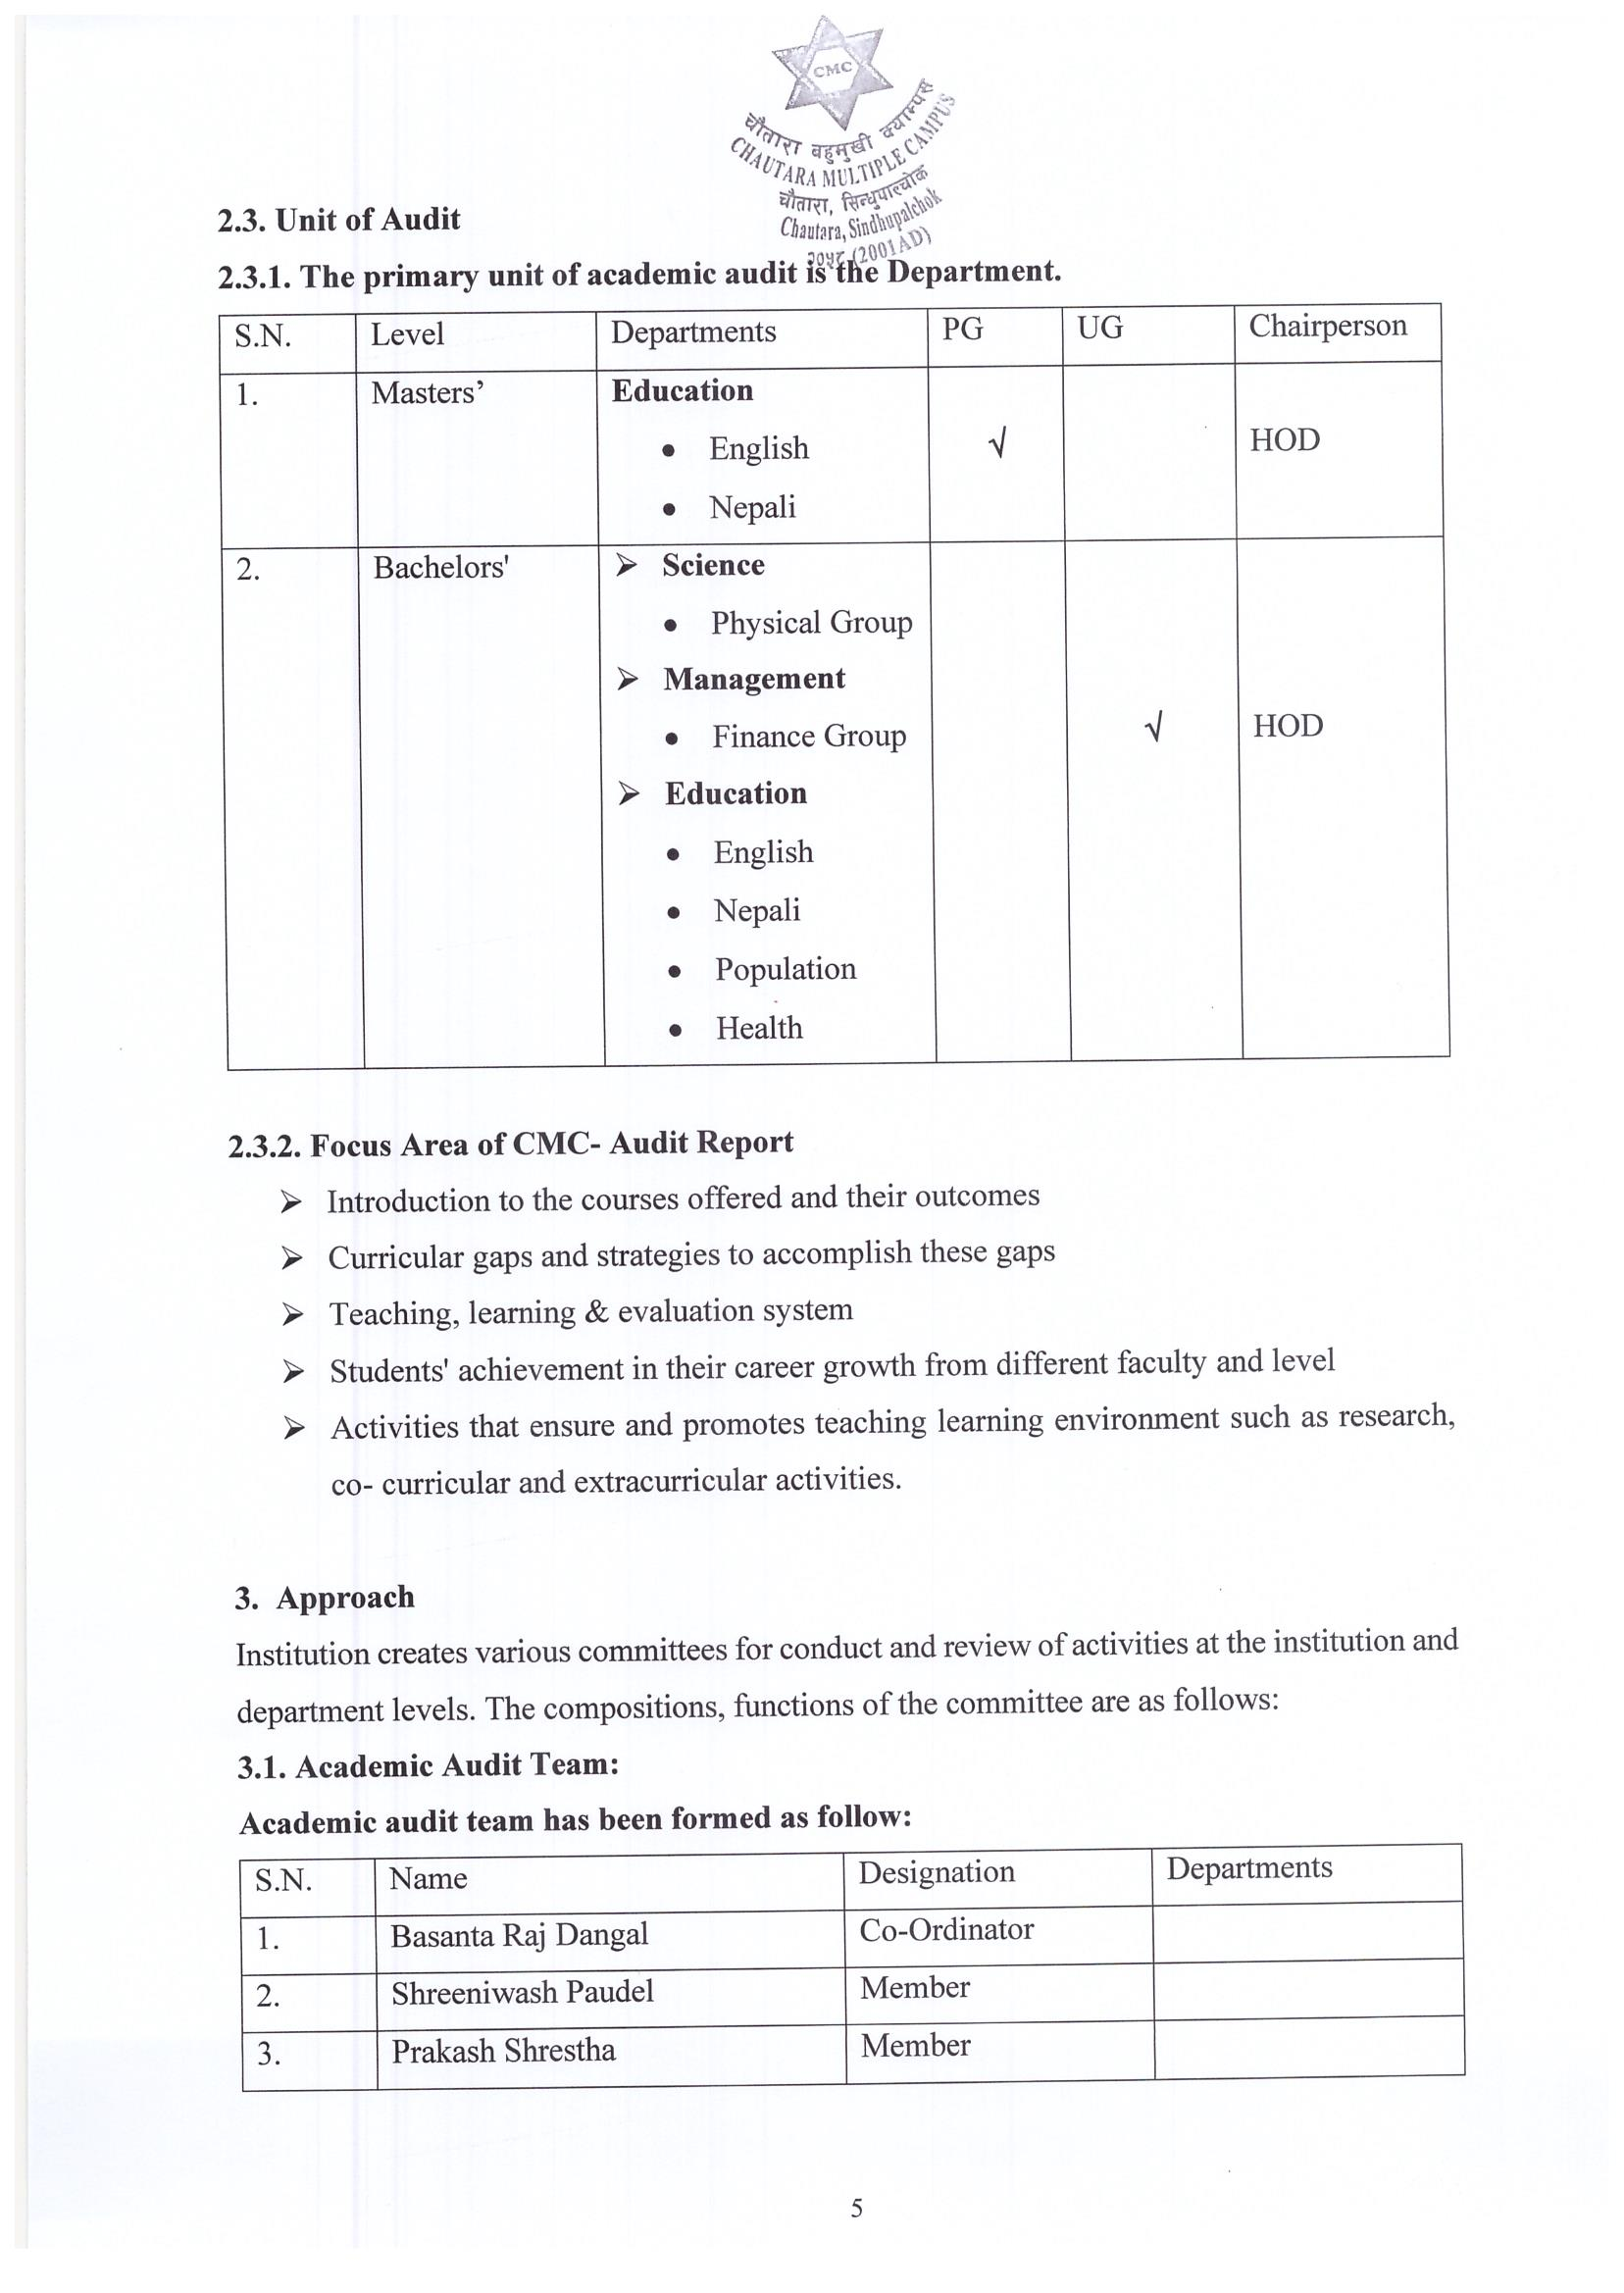 CMC
चौतारा बहुमुखी क्याम्पस
CHAUTARA MULTIPLE CAMPUS
चौतारा, सिन्धुपाल्चोक
Chautara, Sindhupalchok
२०५८ (2001AD)
2.3. Unit of Audit
2.3.1. The primary unit of academic audit is the Department.
S.N. Level Departments PG UG Chairperson
1. Masters’ Education
• English √ HOD
• Nepali
2. Bachelors' ➢ Science
• Physical Group
➢ Management
• Finance Group √ HOD
➢ Education
• English
• Nepali
• Population
• Health
2.3.2. Focus Area of CMC- Audit Report
➢ Introduction to the courses offered and their outcomes
➢ Curricular gaps and strategies to accomplish these gaps
➢ Teaching, learning & evaluation system
➢ Students' achievement in their career growth from different faculty and level
➢ Activities that ensure and promotes teaching learning environment such as research,
co- curricular and extracurricular activities.
3. Approach
Institution creates various committees for conduct and review of activities at the institution and
department levels. The compositions, functions of the committee are as follows:
3.1. Academic Audit Team:
Academic audit team has been formed as follow:
S.N. Name Designation Departments
1. Basanta Raj Dangal Co-Ordinator
2. Shreeniwash Paudel Member
3. Prakash Shrestha Member
5